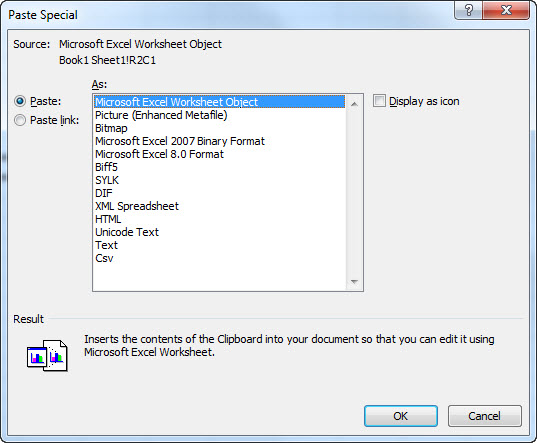 Paste Special
Source: Microsoft Excel Worksheet Object
Book1 Sheet1!R2C1
As:
Paste:
Paste link:
Microsoft Excel Worksheet Object
Picture (Enhanced Metafile)
Bitmap
Microsoft Excel 2007 Binary Format
Microsoft Excel 8.0 Format
Biff5
SYLK
DIF
XML Spreadsheet
HTML
Unicode Text
Text
Csv
Display as icon
Result
Inserts the contents of the Clipboard into your document so that you can edit it using
Microsoft Excel Worksheet.
OK
Cancel